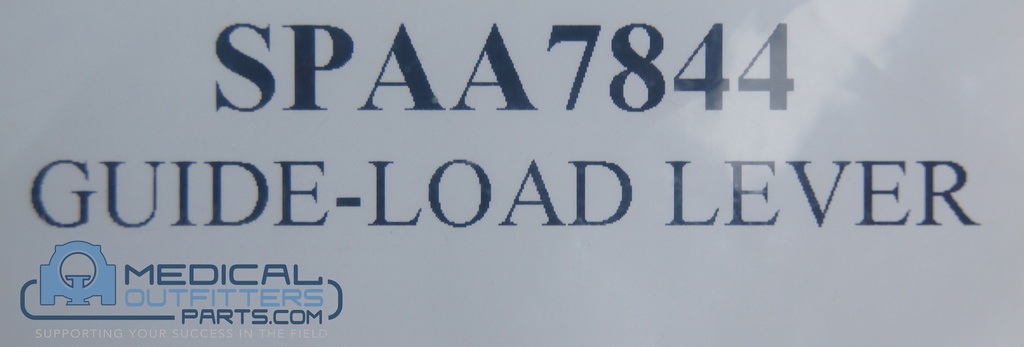 SPAA7844
GUIDE-LOAD LEVER
MEDICAL
OUTFITTERS
PARTS.COM
SUPPORTING YOUR SUCCESS IN THE FIELD